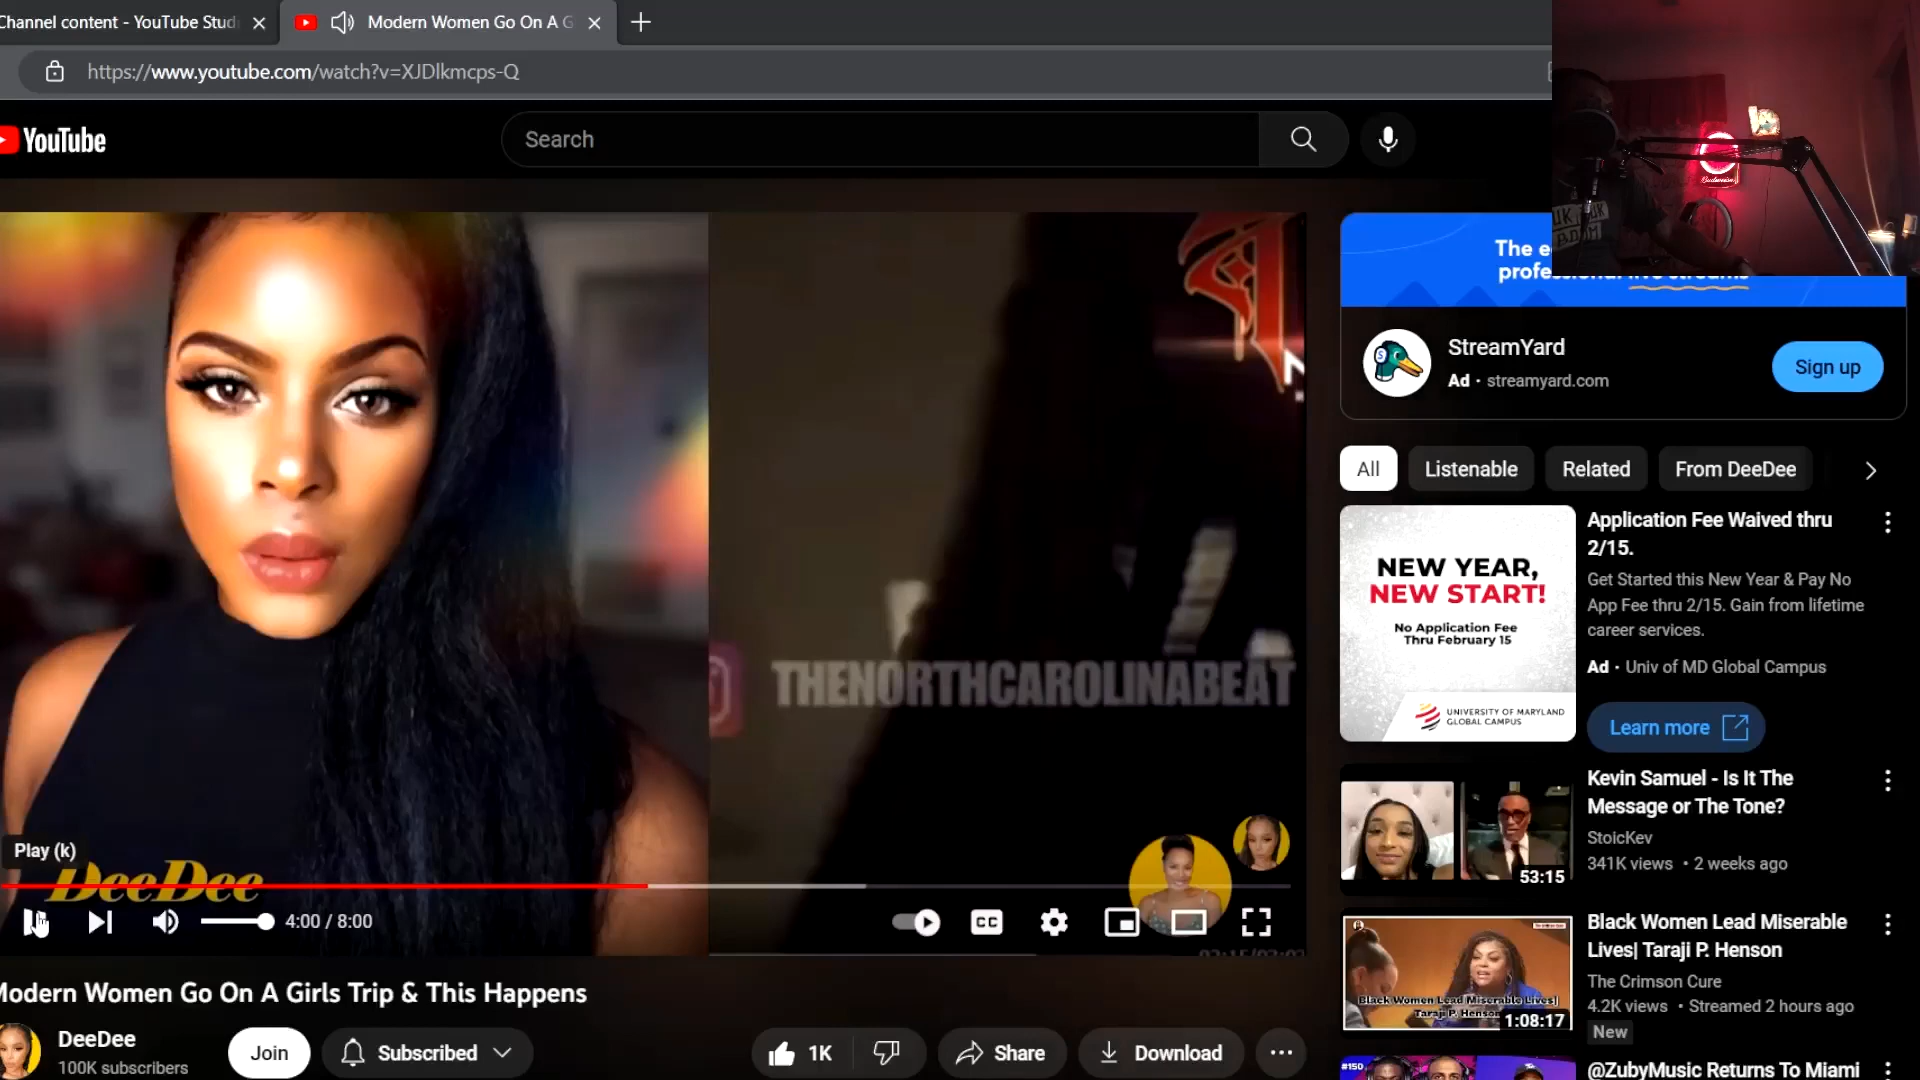 Channel content - YouTube Stud
Modern Women Go On A G
https://www.youtube.com/watch?v=XJDlkmcps-Q
YouTube
Search
The e
StreamYard
Ad · streamyard.com
Sign up
All
Listenable
Related
From DeeDee
NEW YEAR,
NEW START!
No Application Fee
Thru February 15
UNIVERSITY OF MARYLAND
GLOBAL CAMPUS
Application Fee Waived thru
2/15.
Get Started this New Year & Pay No
App Fee thru 2/15. Gain from lifetime
career services.
Ad · Univ of MD Global Campus
Learn more
THENORTHCAROLINABEAT
Play (k)
DeeDee
4:00 / 8:00
CC
53:15
Kevin Samuel - Is It The
Message or The Tone?
StoicKev
341K views • 2 weeks ago
Black Women Lead Miserable Lives|
Taraji P. Henson
1:08:17
Black Women Lead Miserable
Lives| Taraji P. Henson
The Crimson Cure
4.2K views • Streamed 2 hours ago
New
Modern Women Go On A Girls Trip & This Happens
DeeDee
100K subscribers
Join
Subscribed
1K
Share
Download
#150
@ZubyMusic Returns To Miami